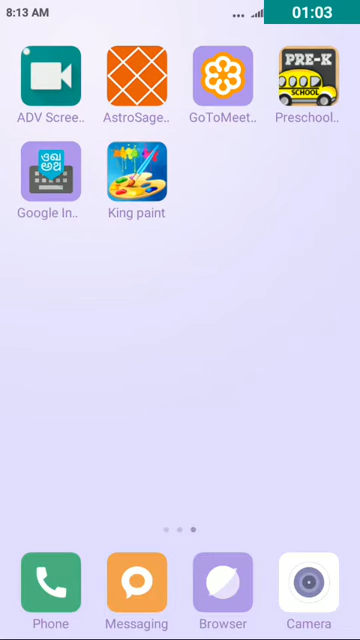 8:13 AM
01:03
ADV Scree..
AstroSage..
GoToMeet..
PRE-K
SCHOOL
Preschool..
Google In..
King paint
Phone
Messaging
Browser
Camera